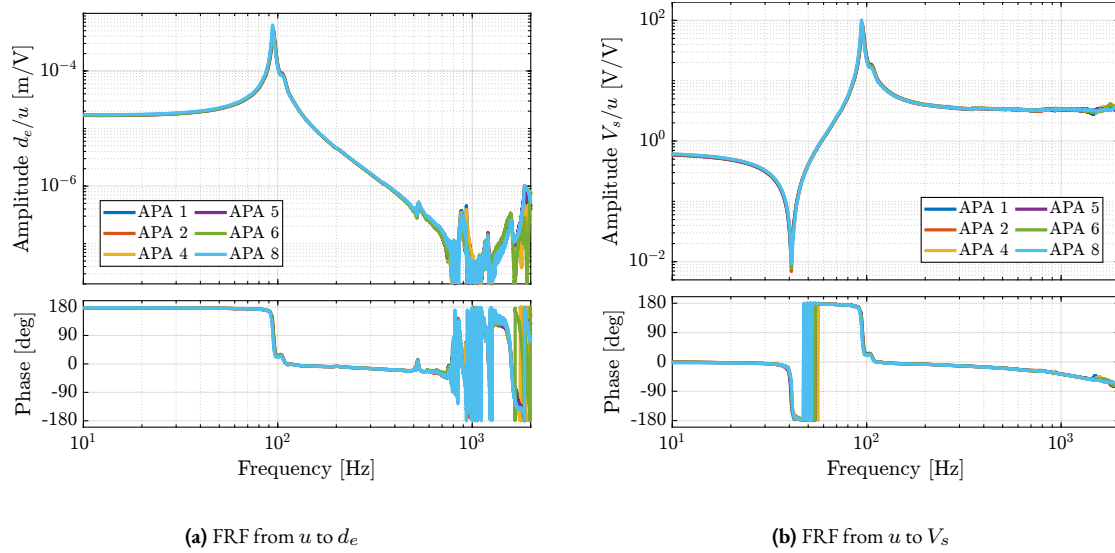 Amplitude d_e/u [m/V]
10^{-4}
10^{-6}
APA 1 APA 5
APA 2 APA 6
APA 4 APA 8
Phase [deg]
180
90
0
-90
-180
10^1 10^2 10^3
Frequency [Hz]
(a) FRF from u to d_e
Amplitude V_s/u [V/V]
10^2
10^0
10^{-2}
APA 1 APA 5
APA 2 APA 6
APA 4 APA 8
Phase [deg]
180
90
0
-90
-180
10^1 10^2 10^3
Frequency [Hz]
(b) FRF from u to V_s